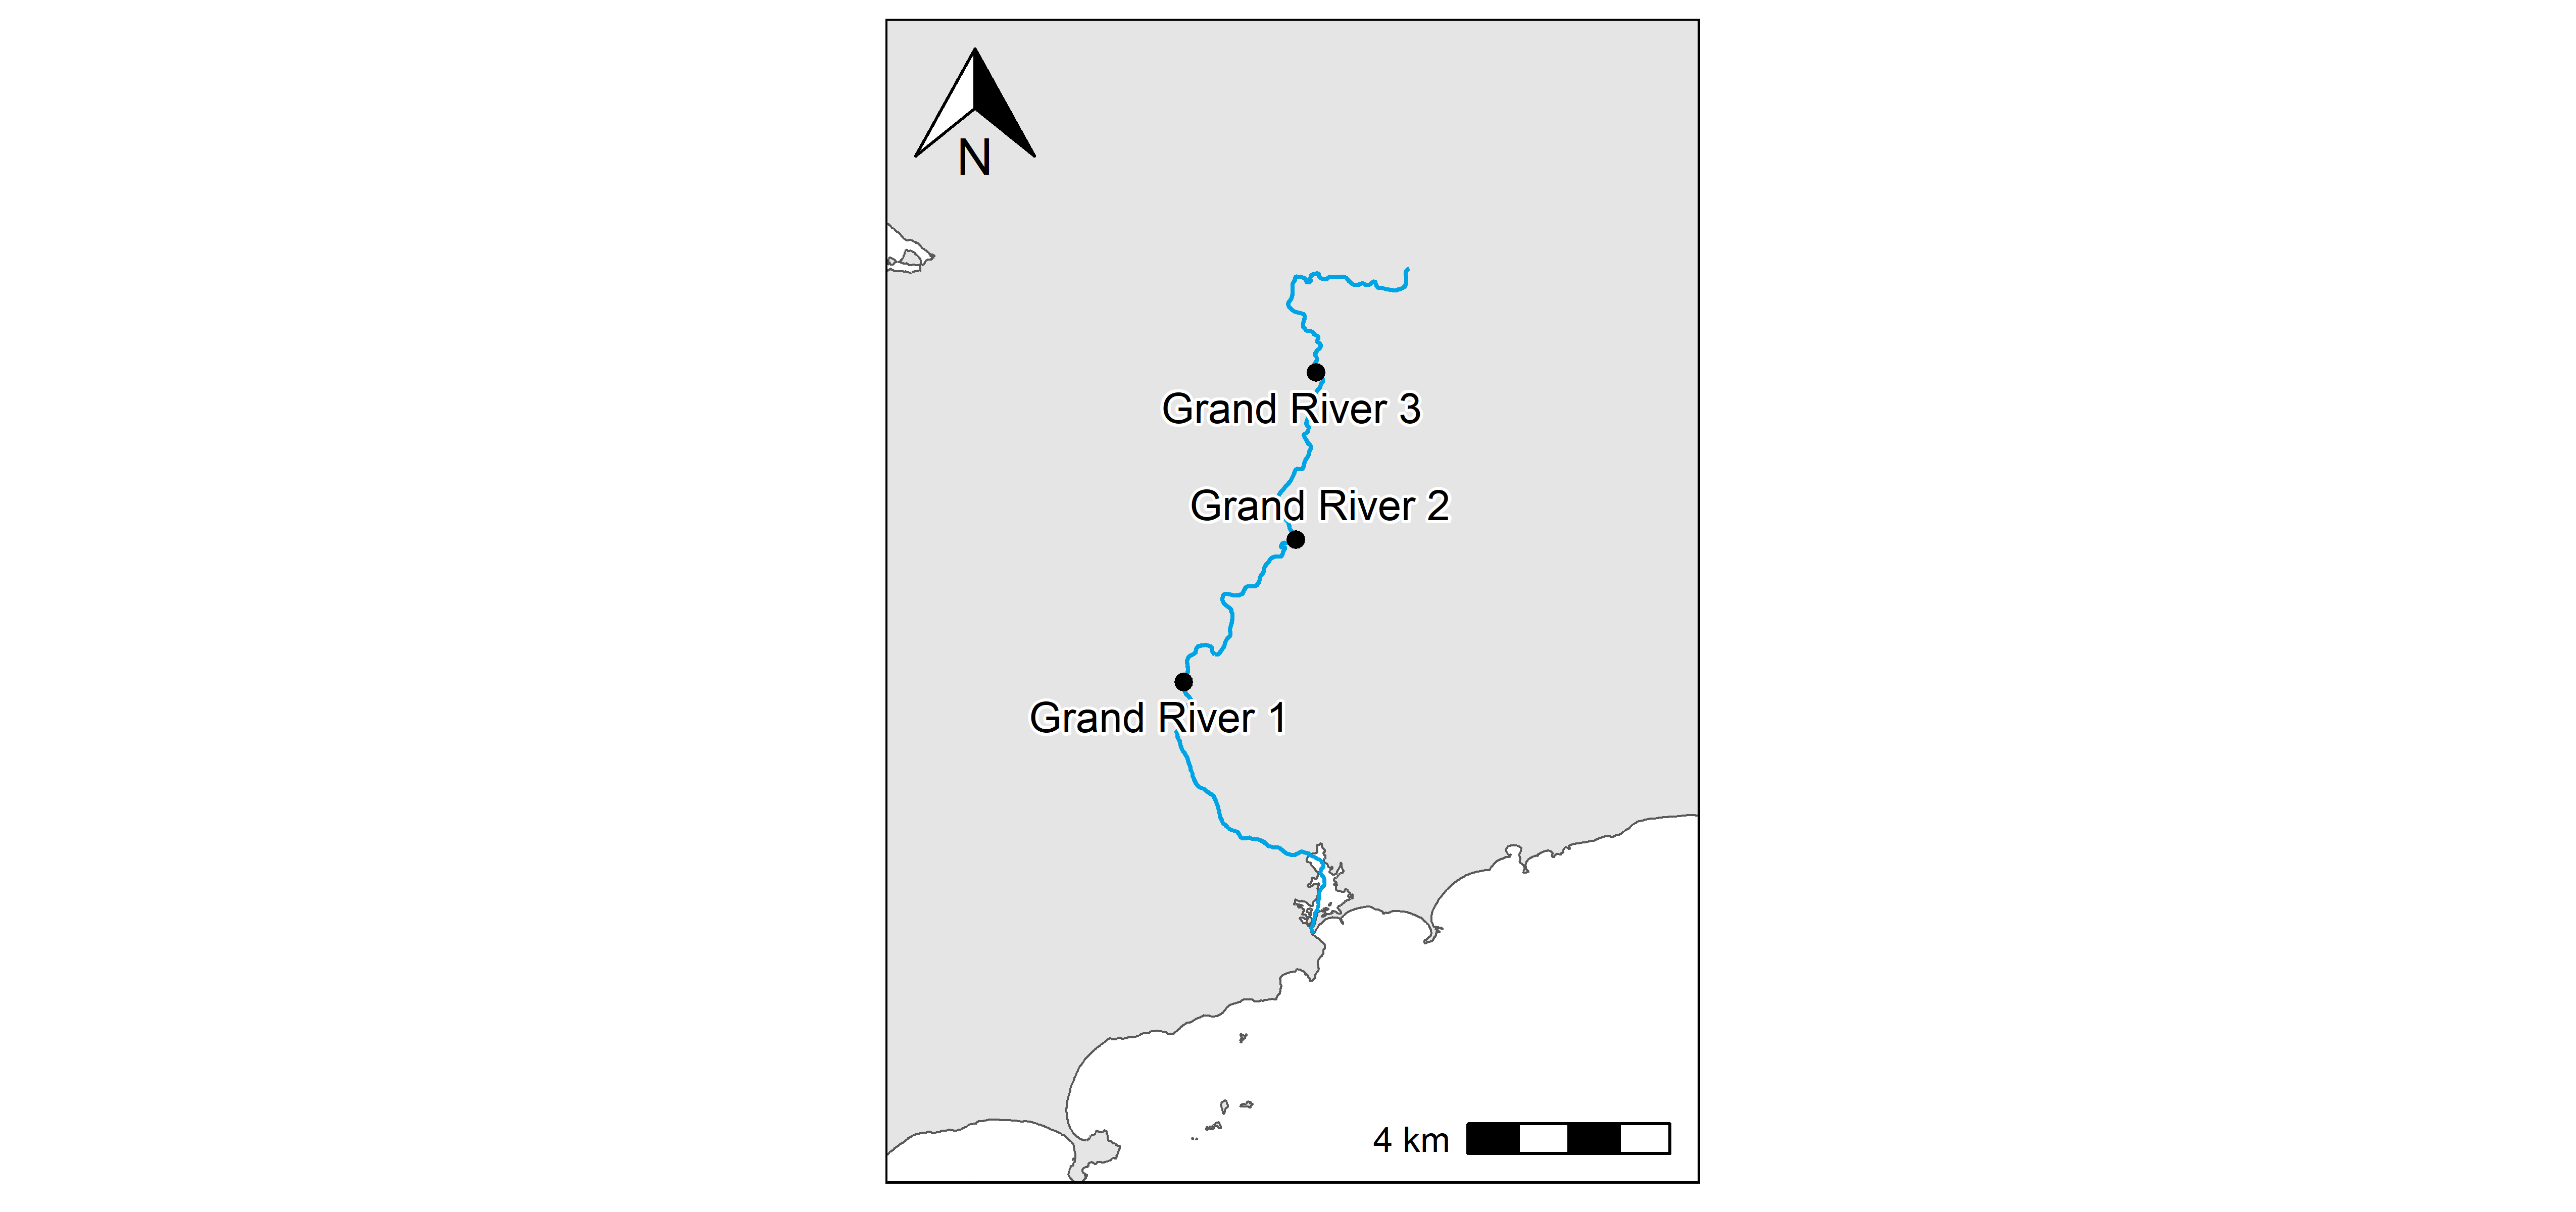 N
Grand River 3
Grand River 2
Grand River 1
4 km